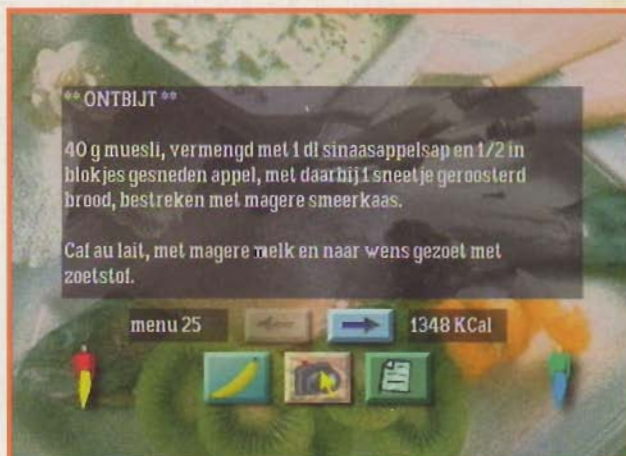 ** ONTBIJT **
40 g muesli, vermengd met 1 dl sinaasappelsap en 1/2 in
blokjes gesneden appel, met daarbij 1 sneetje geroosterd
brood, bestreken met magere smeerkaas.
Caf au lait, met magere melk en naar wens gezoet met
zoetstof.
menu 25
1348 KCal